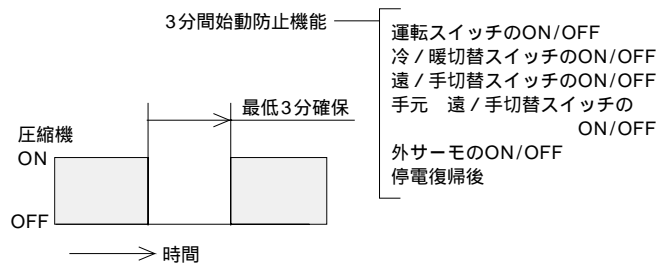 3分間始動防止機能
運転スイッチのON/OFF
冷/暖切替スイッチのON/OFF
遠/手切替スイッチのON/OFF
手元　遠/手切替スイッチの
ON/OFF
外サーモのON/OFF
停電復帰後
最低3分確保
圧縮機
ON
OFF
時間